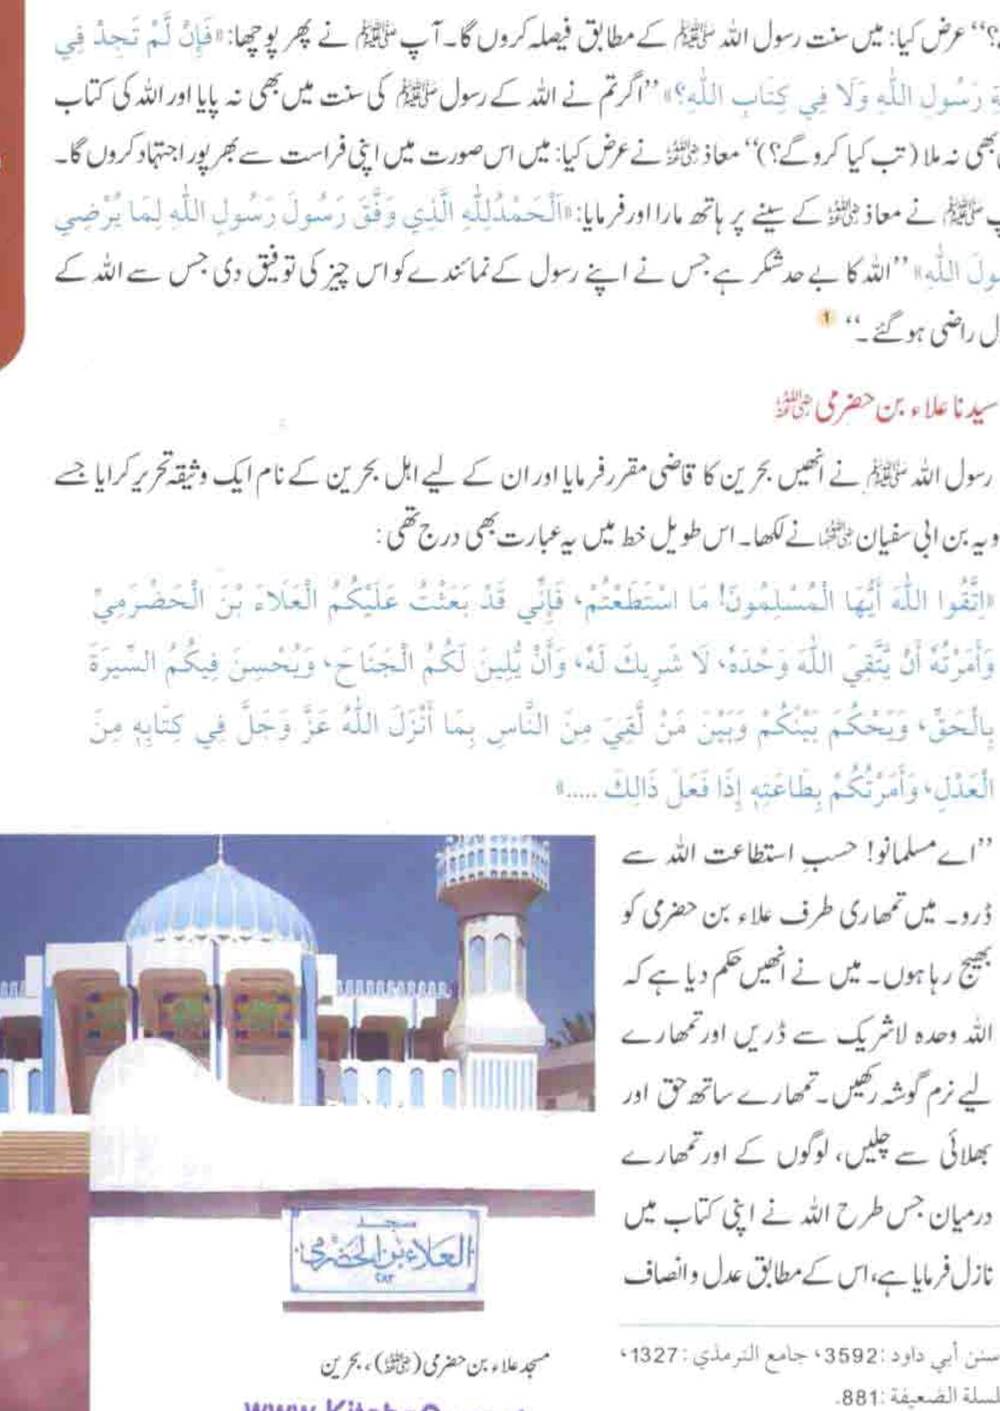 عرض کیا: میں سنت رسول اللہ ﷺ کے مطابق فیصلہ کروں گا۔ آپ ﷺ نے پھر پوچھا: «فَإِنْ لَّمْ تَجِدْ فِي
رَسُولِ اللّٰهِ وَلَا فِي كِتَابِ اللّٰهِ؟» ’’اگر تم نے اللہ کے رسول ﷺ کی سنت میں بھی نہ پایا اور اللہ کی کتاب
بھی نہ ملا (تب کیا کرو گے؟)‘‘ معاذ رضی اللہ عنہ نے عرض کیا: میں اس صورت میں اپنی فراست سے بھرپور اجتہاد کروں گا۔
ﷺ نے معاذ رضی اللہ عنہ کے سینے پر ہاتھ مارا اور فرمایا: «اَلْحَمْدُلِلّٰهِ الَّذِي وَفَّقَ رَسُولَ رَسُولِ اللّٰهِ لِمَا يُرْضِي
اللّٰهِ» ’’اللہ کا بے حد شکر ہے جس نے اپنے رسول کے نمائندے کو اس چیز کی توفیق دی جس سے اللہ کے
راضی ہو گئے۔‘‘ ١
سیدنا علاء بن حضرمی رضی اللہ عنہ
رسول اللہ ﷺ نے انھیں بحرین کا قاضی مقرر فرمایا اور ان کے لیے اہل بحرین کے نام ایک وثیقہ تحریر کرایا جسے
ویہ بن ابی سفیان رضی اللہ عنہما نے لکھا۔ اس طویل خط میں یہ عبارت بھی درج تھی:
«اِتَّقُوا اللّٰهَ أَيُّهَا الْمُسْلِمُونَ! مَا اسْتَطَعْتُمْ، فَإِنِّي قَدْ بَعَثْتُ عَلَيْكُمُ الْعَلَاءَ بْنَ الْحَضْرَمِيِّ
وَأَمَرْتُهُ أَنْ يَّتَّقِيَ اللّٰهَ وَحْدَهُ، لَا شَرِيكَ لَهُ، وَأَنْ يُّلِينَ لَكُمُ الْجَنَاحَ، وَيُحْسِنَ فِيكُمُ السِّيرَةَ
بِالْحَقِّ، وَيَحْكُمَ بَيْنَكُمْ وَبَيْنَ مَنْ لَّقِيَ مِنَ النَّاسِ بِمَا أَنْزَلَ اللّٰهُ عَزَّ وَجَلَّ فِي كِتَابِهٖ مِنَ
الْعَدْلِ، وَأَمَرْتُكُمْ بِطَاعَتِهٖ إِذَا فَعَلَ ذَالِكَ .....»
’’اے مسلمانو! حسبِ استطاعت اللہ سے
ڈرو۔ میں تمھاری طرف علاء بن حضرمی کو
بھیج رہا ہوں۔ میں نے انھیں حکم دیا ہے کہ
اللہ وحدہ لاشریک سے ڈریں اور تمھارے
لیے نرم گوشہ رکھیں۔ تمھارے ساتھ حق اور
بھلائی سے چلیں، لوگوں کے اور تمھارے
درمیان جس طرح اللہ نے اپنی کتاب میں
نازل فرمایا ہے، اس کے مطابق عدل و انصاف
مسجد
العلاء بن الحضرمي
مسجد علاء بن حضرمی (رضی اللہ عنہ)، بحرین
سنن أبي داود: 3592، جامع الترمذي: 1327،
الضعيفة: 881.